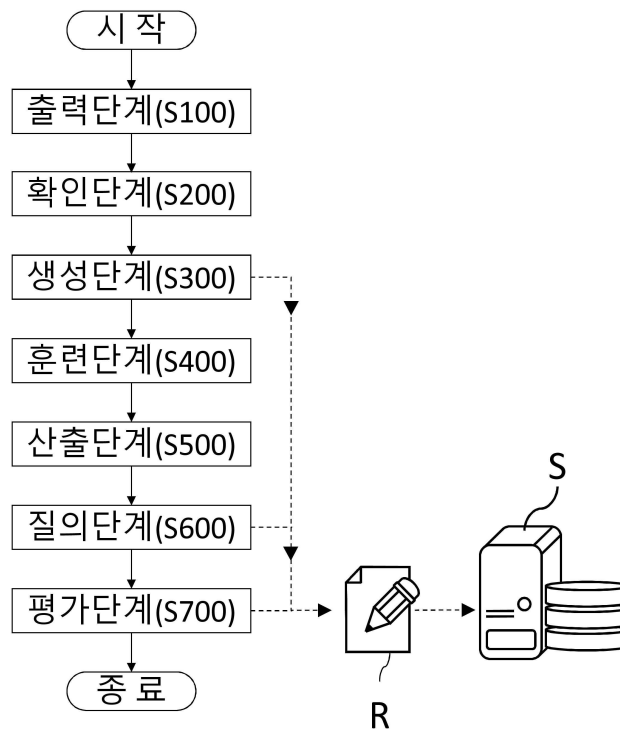 시 작
출력단계(S100)
확인단계(S200)
생성단계(S300)
훈련단계(S400)
산출단계(S500)
질의단계(S600)
평가단계(S700)
종 료
S
R